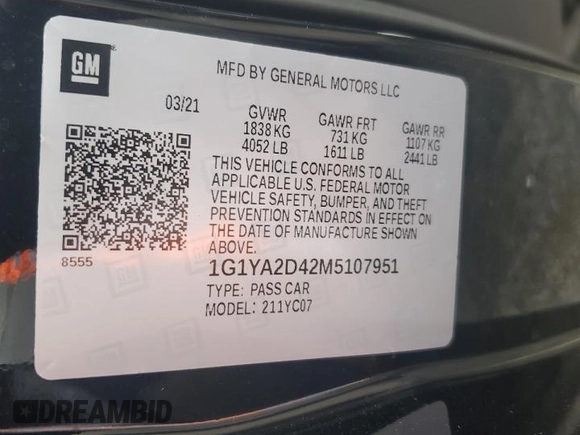 GM
MFD BY GENERAL MOTORS LLC
03/21
GVWR
1838 KG
4052 LB
GAWR FRT
731 KG
1611 LB
GAWR RR
1107 KG
2441 LB
THIS VEHICLE CONFORMS TO ALL
APPLICABLE U.S. FEDERAL MOTOR
VEHICLE SAFETY, BUMPER, AND THEFT
PREVENTION STANDARDS IN EFFECT ON
THE DATE OF MANUFACTURE SHOWN
ABOVE.
8555
1G1YA2D42M5107951
TYPE: PASS CAR
MODEL: 211YC07
DREAMBID